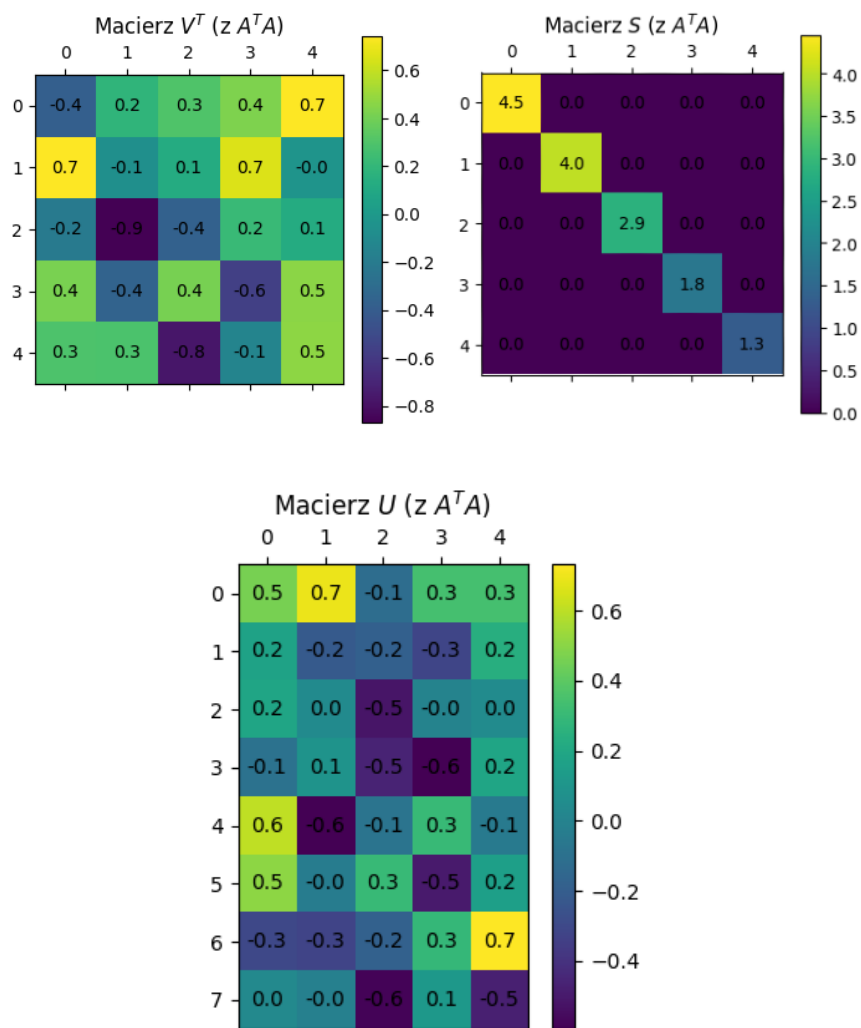 Macierz V^T (z A^TA)
0 1 2 3 4
0 -0.4 0.2 0.3 0.4 0.7
1 0.7 -0.1 0.1 0.7 -0.0
2 -0.2 -0.9 -0.4 0.2 0.1
3 0.4 -0.4 0.4 -0.6 0.5
4 0.3 0.3 -0.8 -0.1 0.5
0.6
0.4
0.2
0.0
−0.2
−0.4
−0.6
−0.8
Macierz S (z A^TA)
0 1 2 3 4
0 4.5 0.0 0.0 0.0 0.0
1 0.0 4.0 0.0 0.0 0.0
2 0.0 0.0 2.9 0.0 0.0
3 0.0 0.0 0.0 1.8 0.0
4 0.0 0.0 0.0 0.0 1.3
4.0
3.5
3.0
2.5
2.0
1.5
1.0
0.5
0.0
Macierz U (z A^TA)
0 1 2 3 4
0 0.5 0.7 -0.1 0.3 0.3
1 0.2 -0.2 -0.2 -0.3 0.2
2 0.2 0.0 -0.5 -0.0 0.0
3 -0.1 0.1 -0.5 -0.6 0.2
4 0.6 -0.6 -0.1 0.3 -0.1
5 0.5 -0.0 0.3 -0.5 0.2
6 -0.3 -0.3 -0.2 0.3 0.7
7 0.0 -0.0 -0.6 0.1 -0.5
0.6
0.4
0.2
0.0
−0.2
−0.4